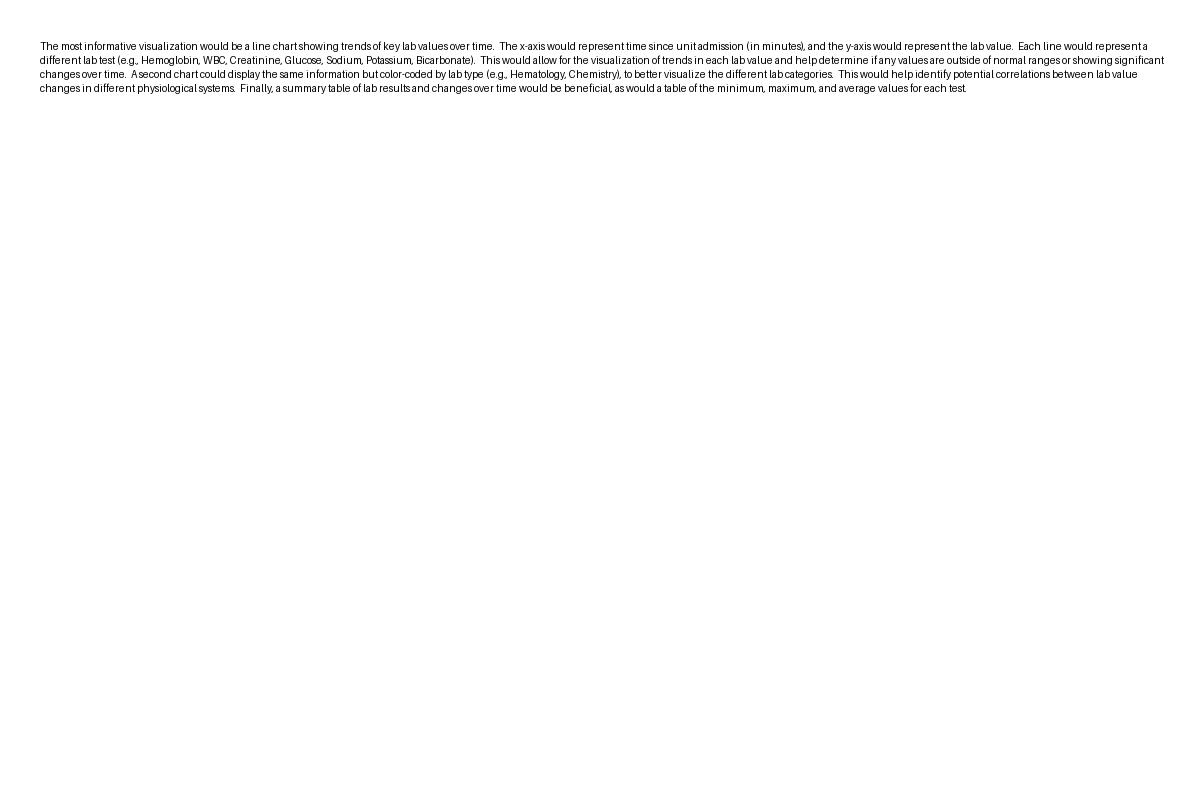 The most informative visualization would be a line chart showing trends of key lab values over time.  The x-axis would represent time since unit admission (in minutes), and the y-axis would represent the lab value.  Each line would represent a
different lab test (e.g., Hemoglobin, WBC, Creatinine, Glucose, Sodium, Potassium, Bicarbonate).  This would allow for the visualization of trends in each lab value and help determine if any values are outside of normal ranges or showing significant
changes over time.  A second chart could display the same information but color-coded by lab type (e.g., Hematology, Chemistry), to better visualize the different lab categories.  This would help identify potential correlations between lab value
changes in different physiological systems.  Finally, a summary table of lab results and changes over time would be beneficial, as would a table of the minimum, maximum, and average values for each test.